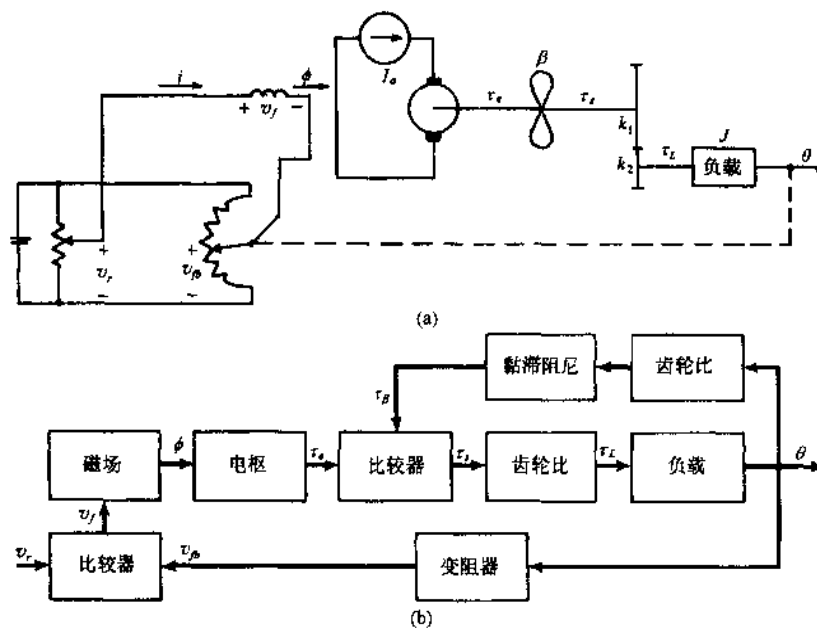 i
+ v_f −
ϕ
I_a
τ_e
β
τ_s
k_1
k_2
τ_L
J
负载
θ
+
v_r
−
+
v_fb
−
(a)
黏滞阻尼
齿轮比
τ_β
磁场
ϕ
电枢
τ_e
比较器
τ_s
齿轮比
τ_L
负载
θ
v_f
v_r
比较器
v_fb
变阻器
(b)